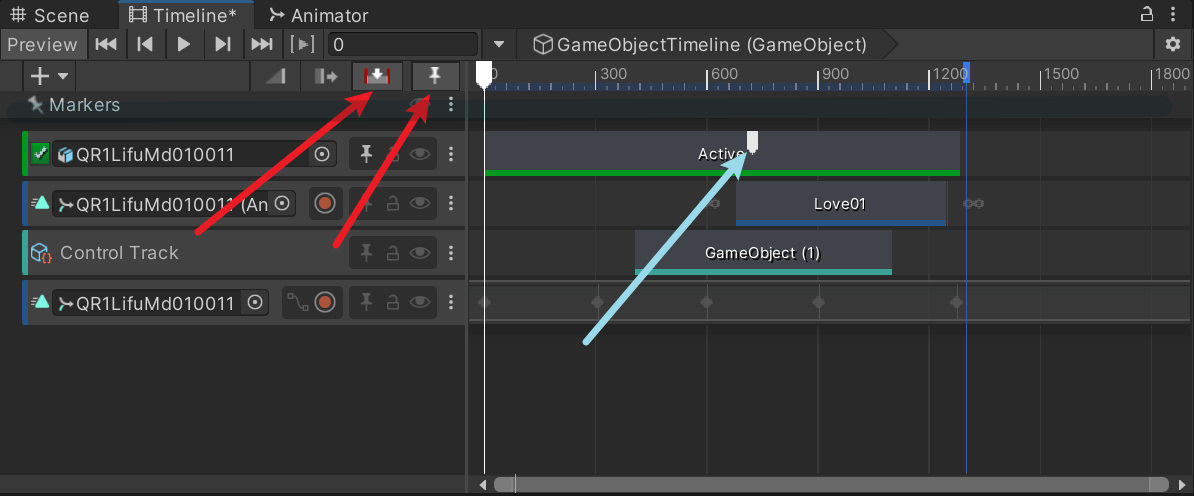 Scene Timeline* Animator
Preview 0 GameObjectTimeline (GameObject)
0 300 600 900 1200 1500 1800
Markers
QR1LifuMd010011 Active
QR1LifuMd010011 (An Love01
Control Track GameObject (1)
QR1LifuMd010011